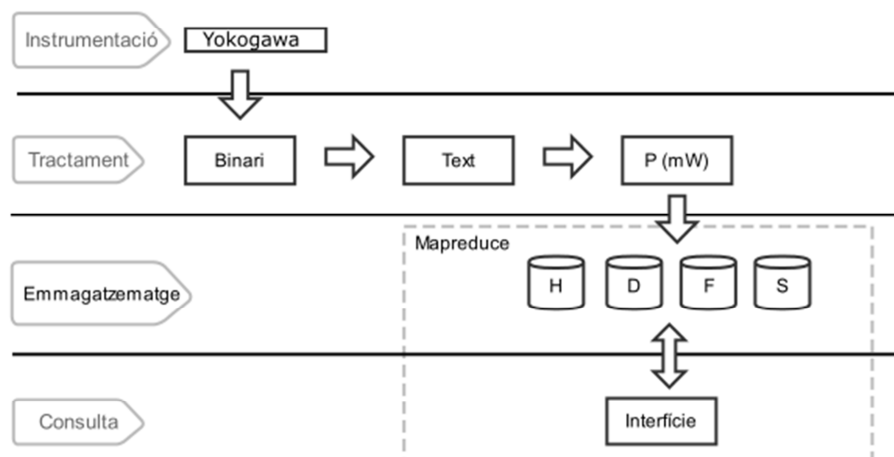 Instrumentació
Yokogawa
Tractament
Binari
Text
P (mW)
Mapreduce
Emmagatzematge
H
D
F
S
Consulta
Interfície